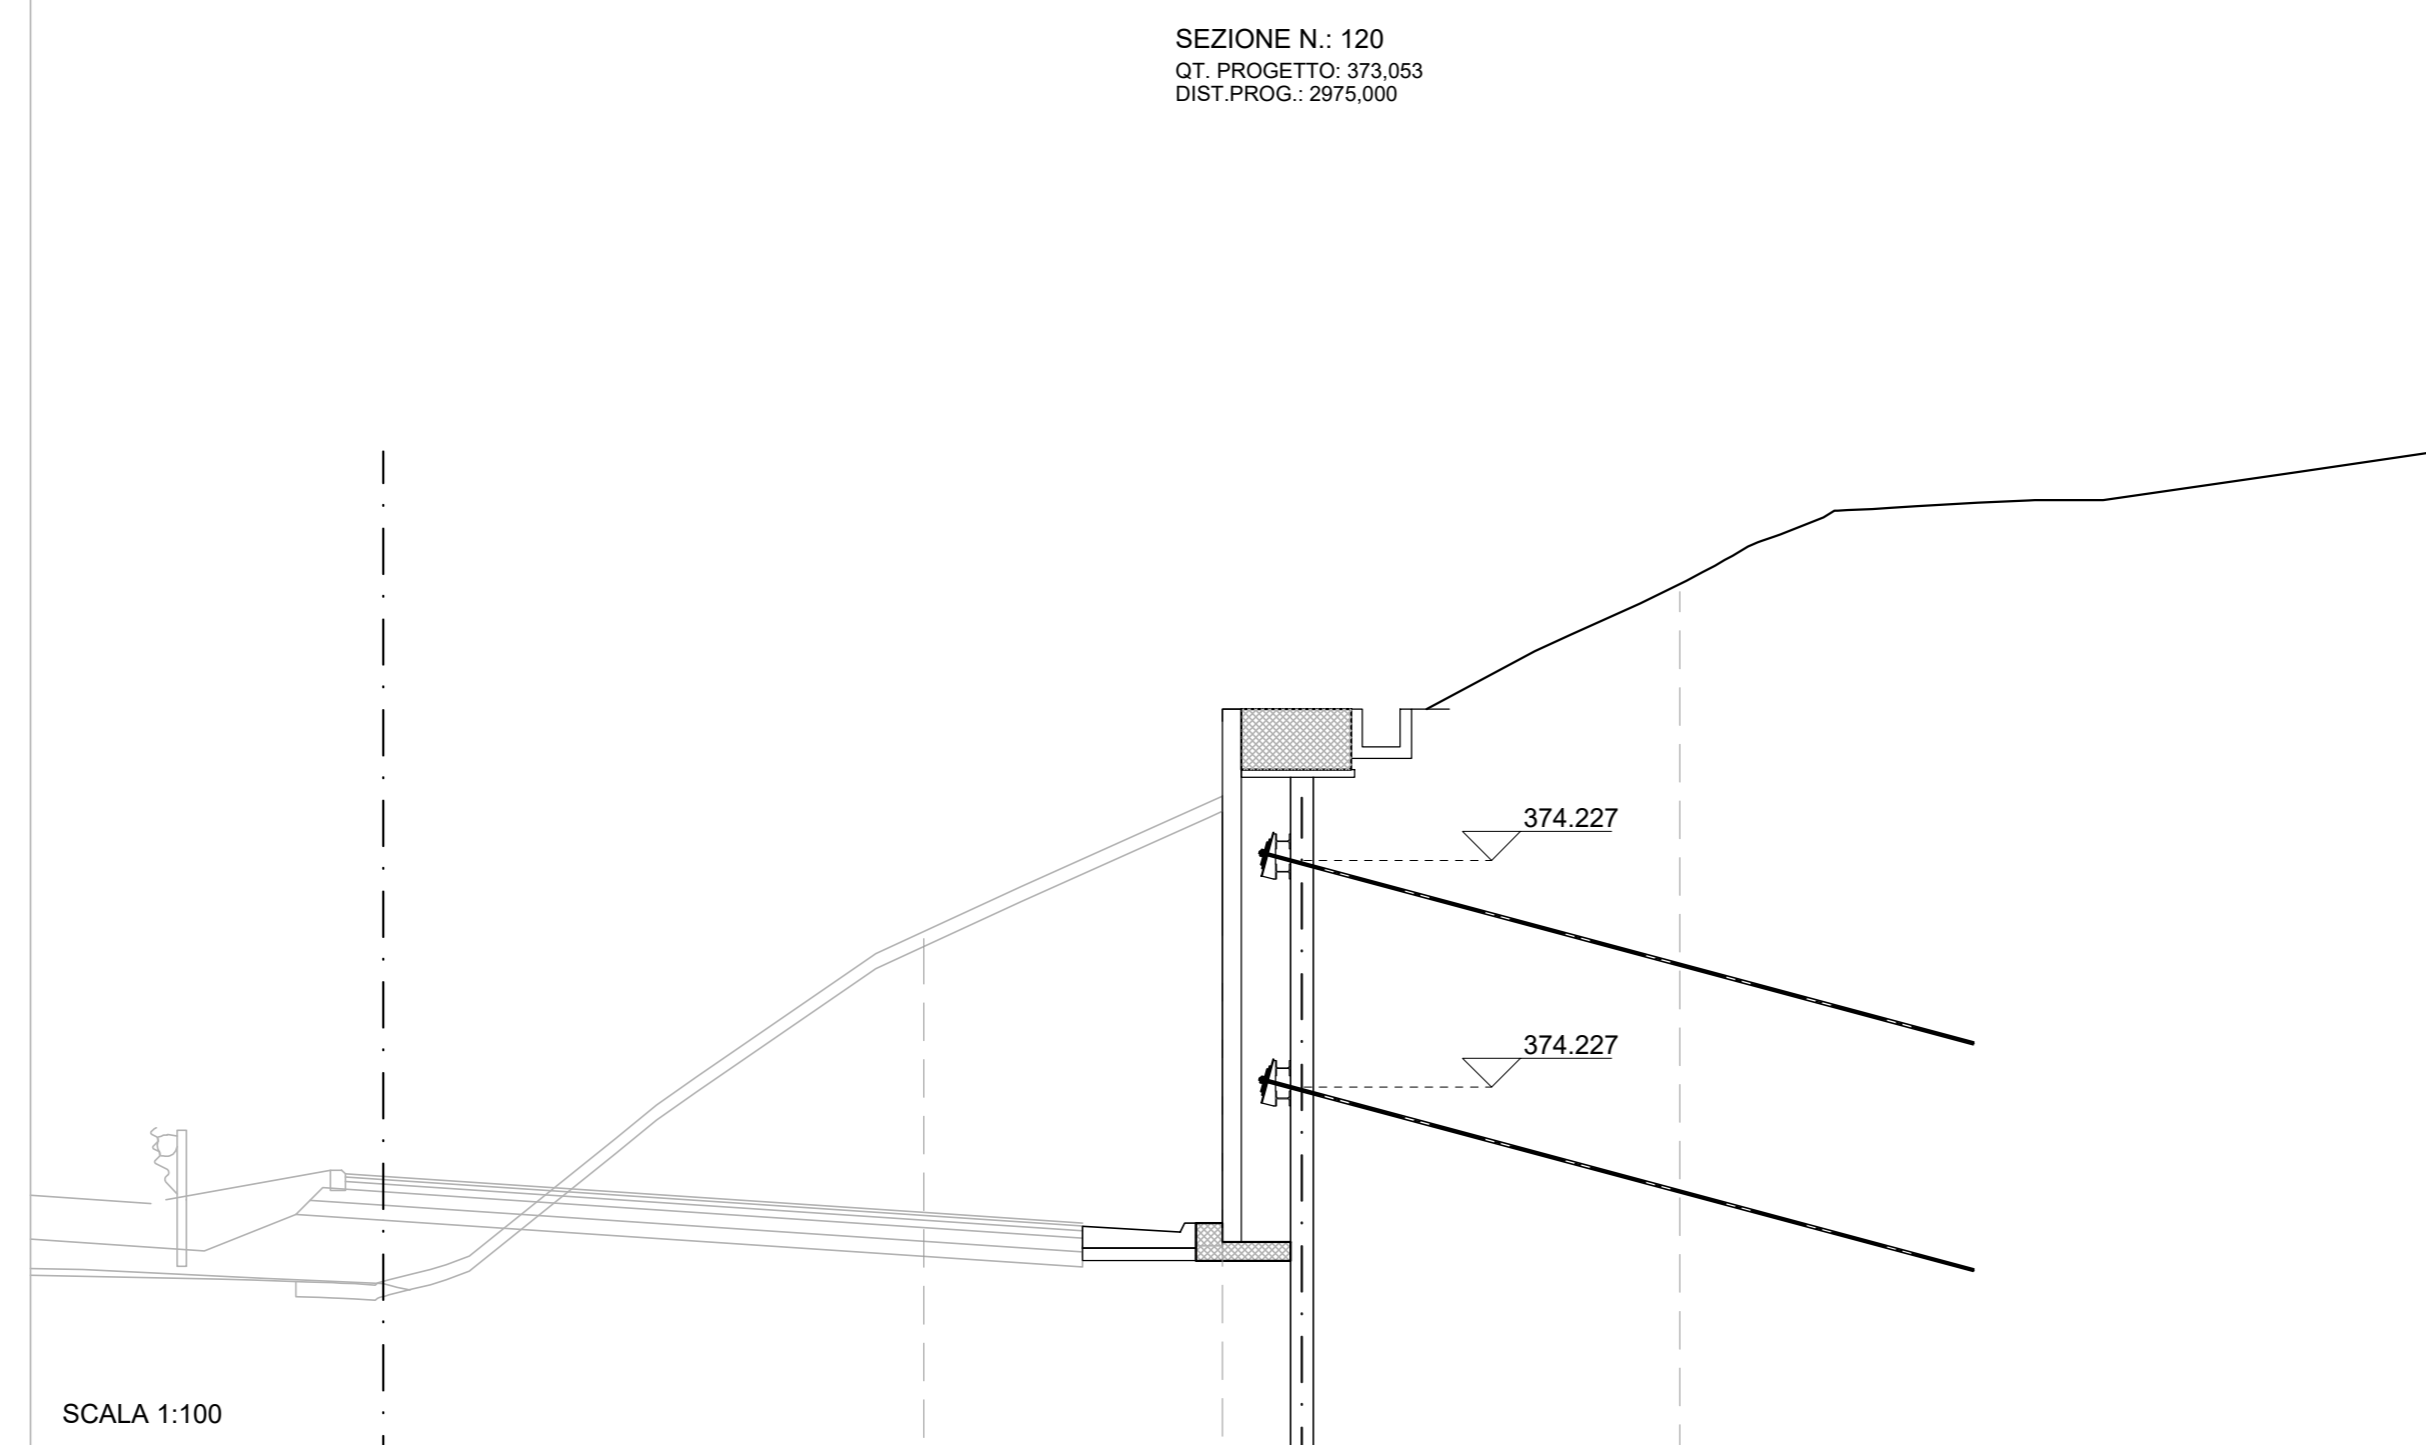 SEZIONE N.: 120
QT. PROGETTO: 373,053
DIST.PROG.: 2975,000
374.227
374.227
SCALA 1:100